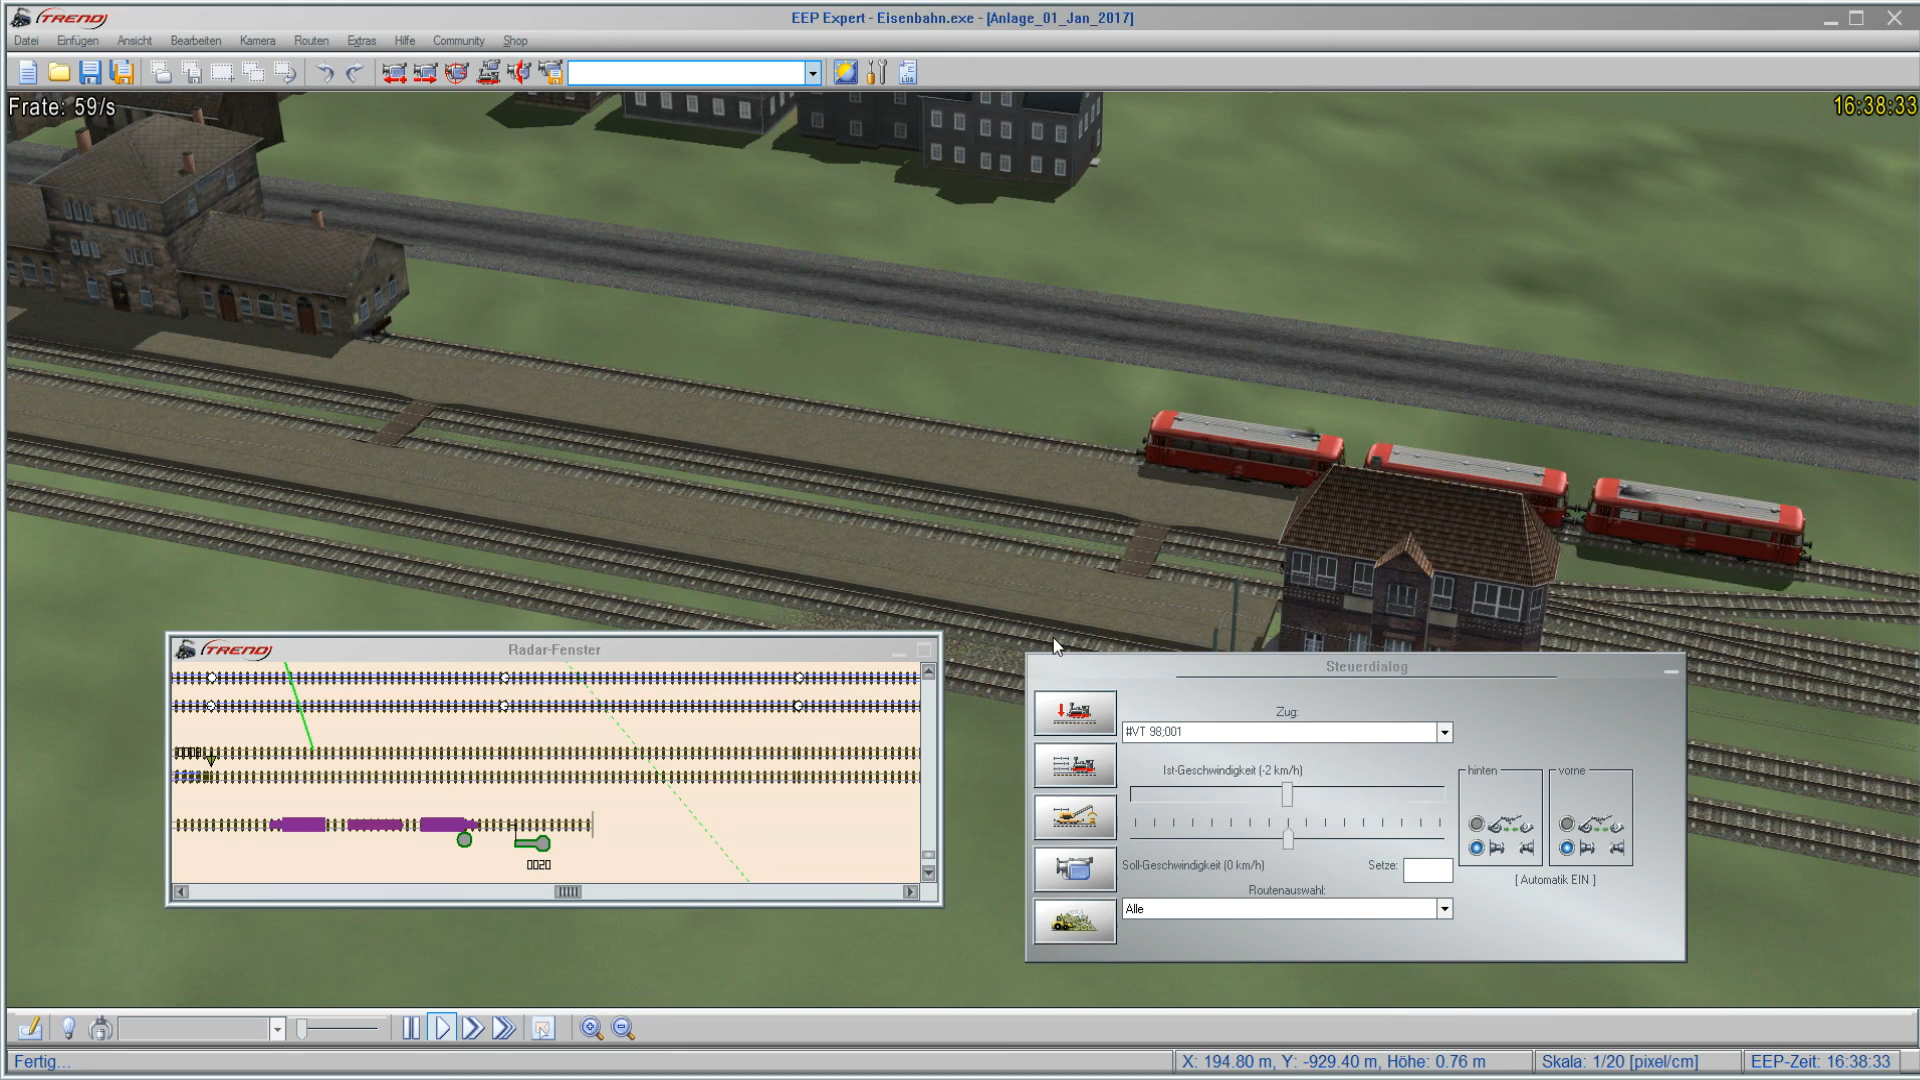 TREND
EEP Expert - Eisenbahn.exe - [Anlage_01_Jan_2017]
Datei Einfügen Ansicht Bearbeiten Kamera Routen Extras Hilfe Community Shop
LUA
Frate: 59/s
16:38:33
TREND
Radar-Fenster
0020
Steuerdialog
Zug:
#VT 98;001
Ist-Geschwindigkeit (-2 km/h)
hinten
vorne
Soll-Geschwindigkeit (0 km/h)
Setze:
[ Automatik EIN ]
Routenauswahl:
Alle
Fertig...
X: 194.80 m, Y: -929.40 m, Höhe: 0.76 m
Skala: 1/20 [pixel/cm]
EEP-Zeit: 16:38:33